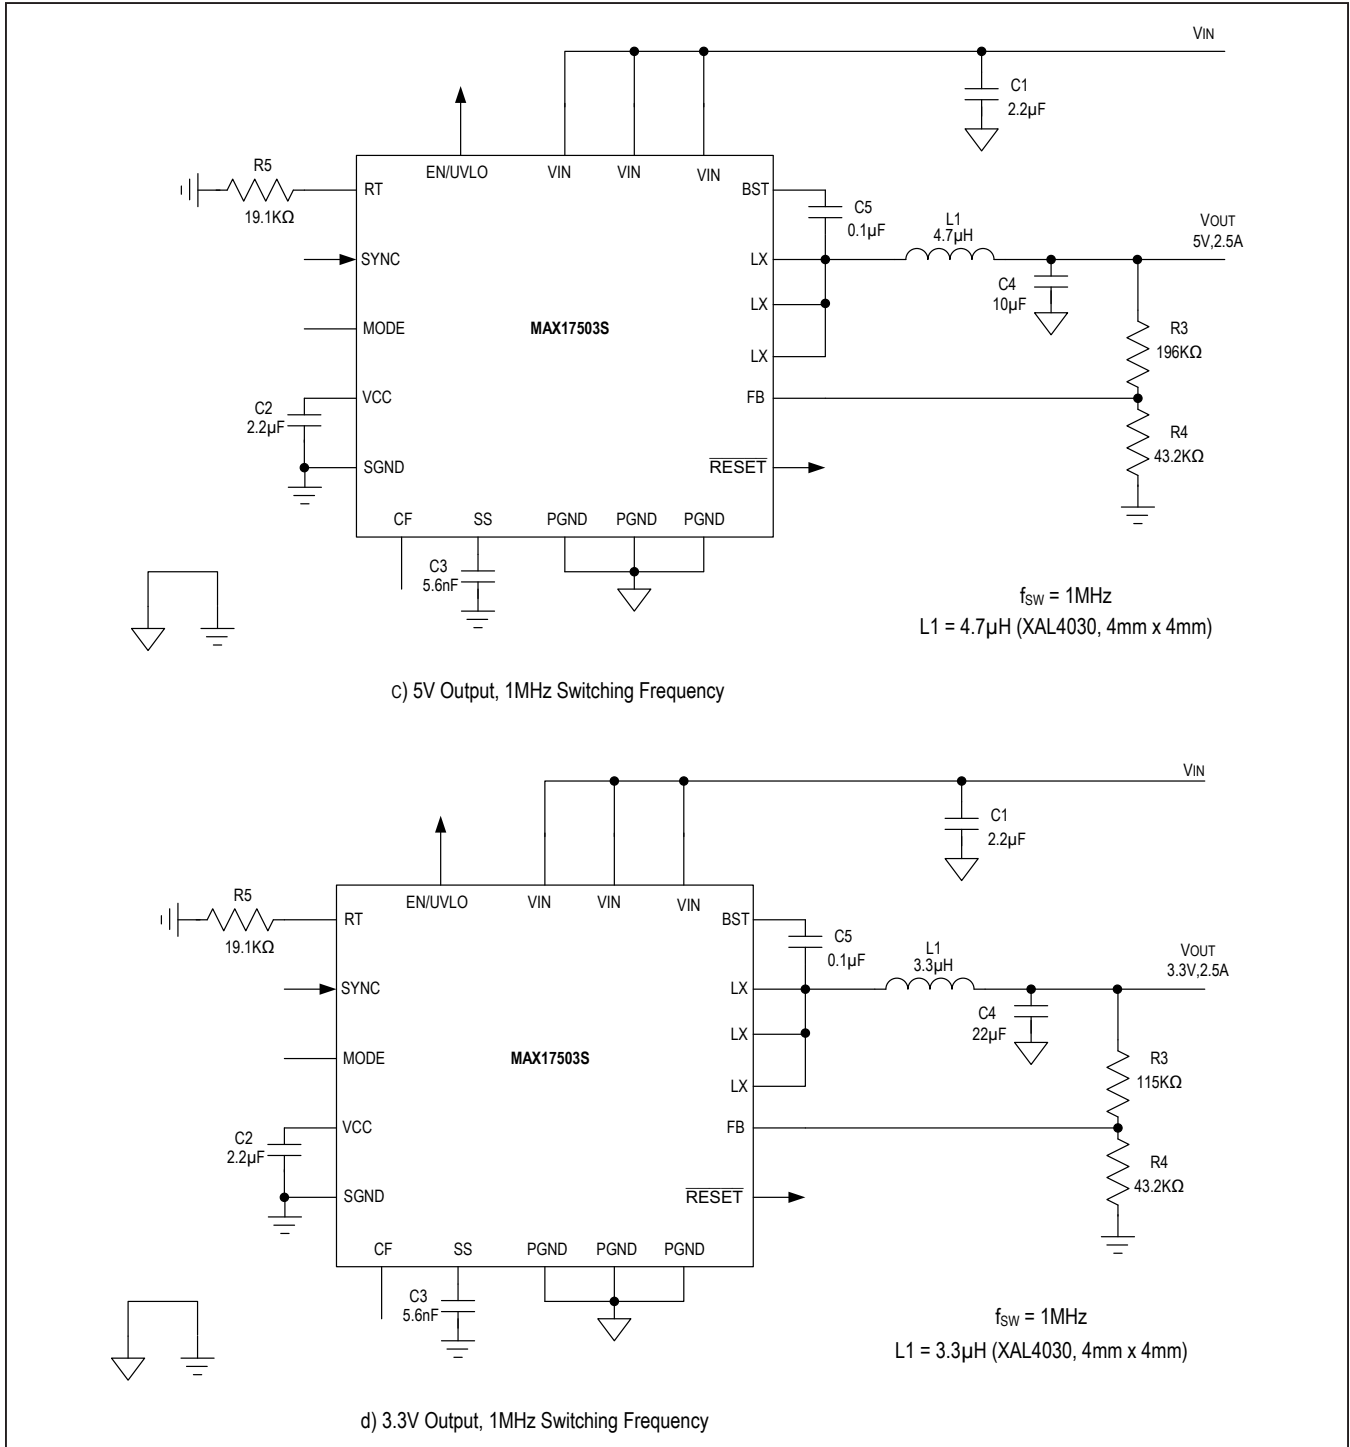 VIN
C1
2.2µF
R5
19.1KΩ
RT
EN/UVLO
VIN
VIN
VIN
BST
C5
0.1µF
L1
4.7µH
VOUT
5V,2.5A
SYNC
LX
C4
10µF
LX
MODE
MAX17503S
LX
R3
196KΩ
C2
2.2µF
VCC
FB
R4
43.2KΩ
SGND
RESET
CF
SS
PGND
PGND
PGND
C3
5.6nF
fSW = 1MHz
L1 = 4.7µH (XAL4030, 4mm x 4mm)
C) 5V Output, 1MHz Switching Frequency
VIN
C1
2.2µF
R5
19.1KΩ
RT
EN/UVLO
VIN
VIN
VIN
BST
C5
0.1µF
L1
3.3µH
VOUT
3.3V,2.5A
SYNC
LX
C4
22µF
LX
MODE
MAX17503S
LX
R3
115KΩ
C2
2.2µF
VCC
FB
R4
43.2KΩ
SGND
RESET
CF
SS
PGND
PGND
PGND
C3
5.6nF
fSW = 1MHz
L1 = 3.3µH (XAL4030, 4mm x 4mm)
d) 3.3V Output, 1MHz Switching Frequency